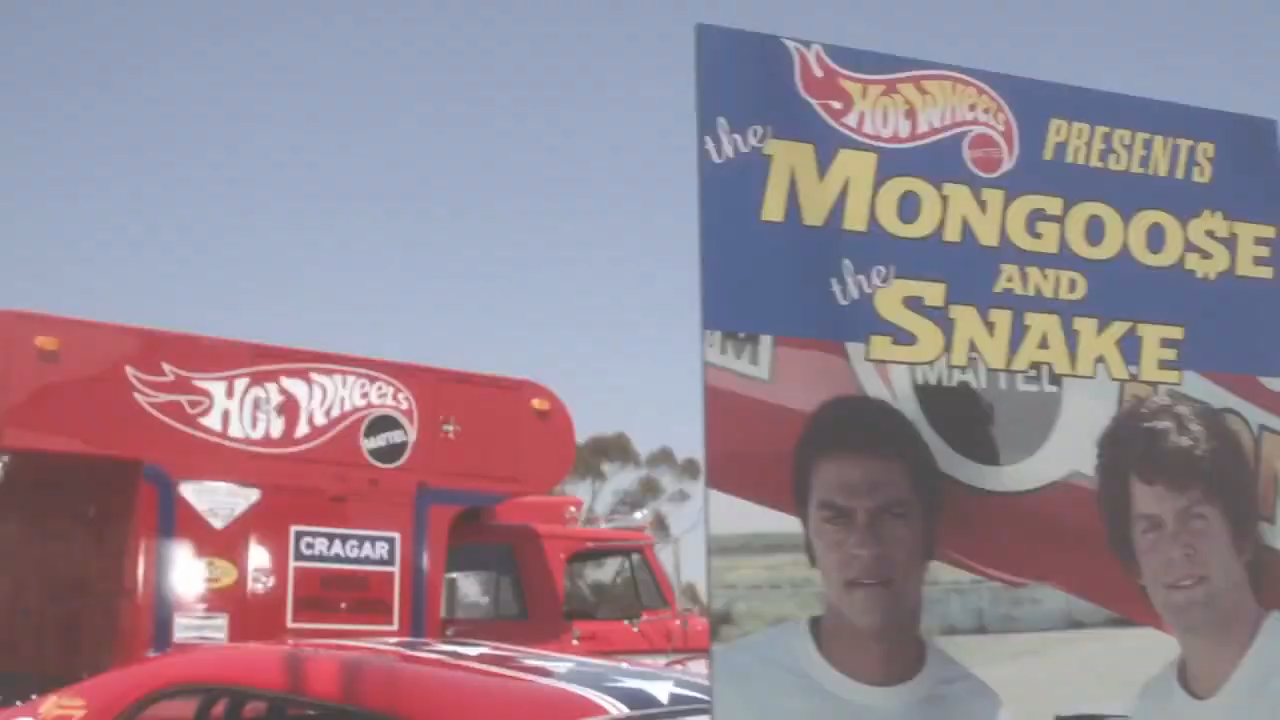 HOT WHEELS
MATTEL
CRAGAR
HOT WHEELS
PRESENTS
the MONGOO$E
AND
the SNAKE
MATTEL